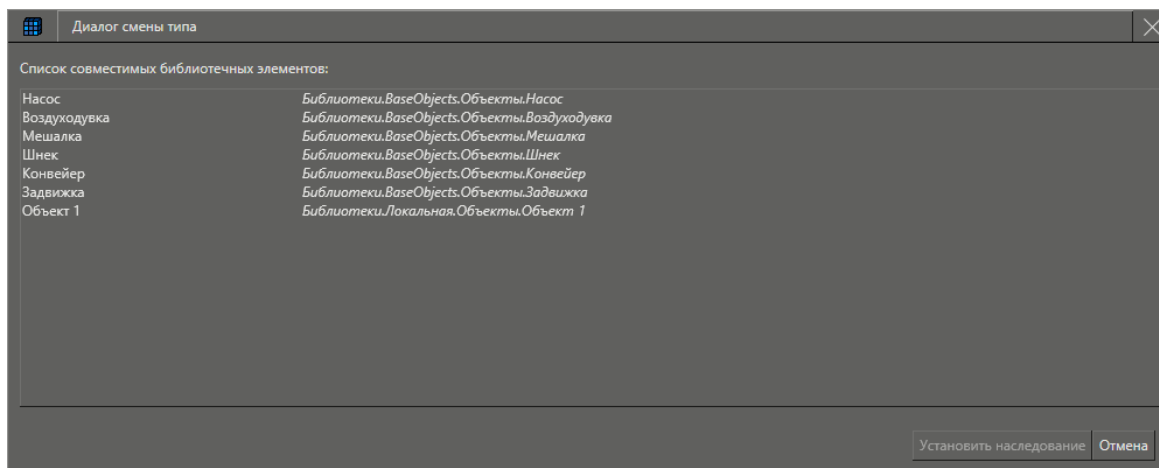 Диалог смены типа
Список совместимых библиотечных элементов:
Насос Библиотеки.BaseObjects.Объекты.Насос
Воздуходувка Библиотеки.BaseObjects.Объекты.Воздуходувка
Мешалка Библиотеки.BaseObjects.Объекты.Мешалка
Шнек Библиотеки.BaseObjects.Объекты.Шнек
Конвейер Библиотеки.BaseObjects.Объекты.Конвейер
Задвижка Библиотеки.BaseObjects.Объекты.Задвижка
Объект 1 Библиотеки.Локальная.Объекты.Объект 1
Установить наследование Отмена